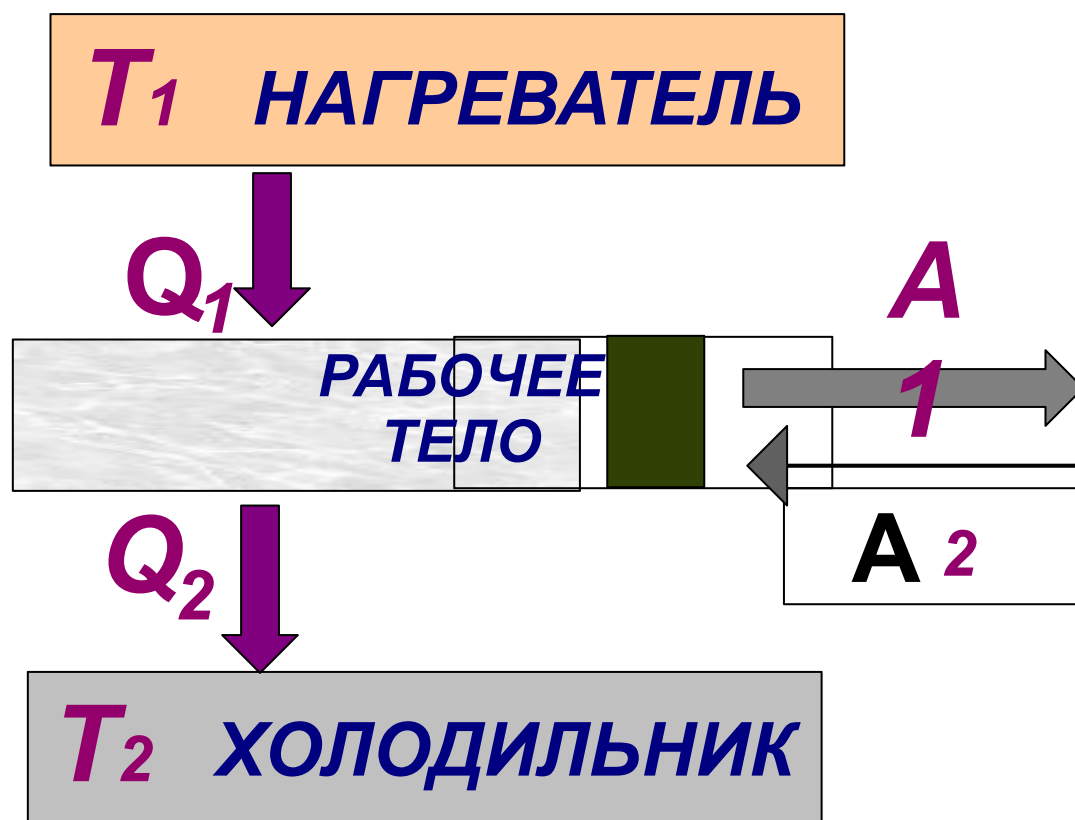 T1 НАГРЕВАТЕЛЬ
Q1
A
1
РАБОЧЕЕ
ТЕЛО
Q2
A 2
T2 ХОЛОДИЛЬНИК